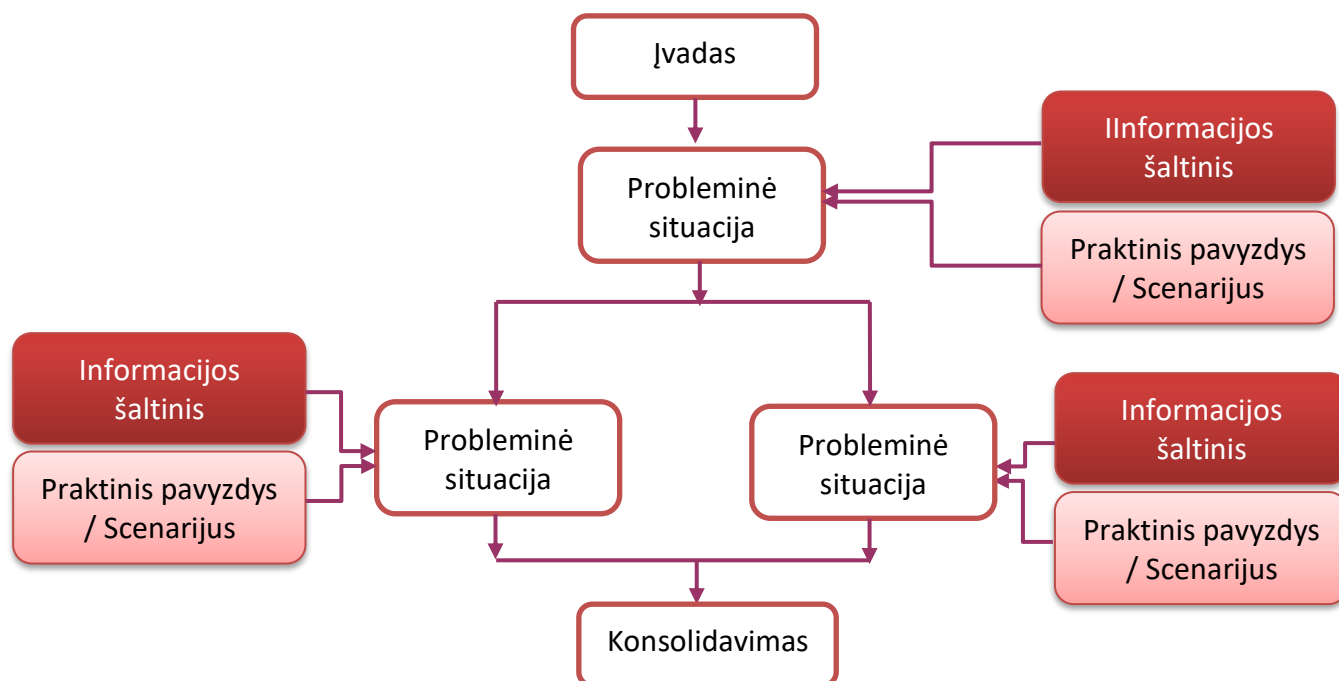 Įvadas
IInformacijos
šaltinis
Probleminė
situacija
Praktinis pavyzdys
/ Scenarijus
Informacijos
šaltinis
Praktinis pavyzdys
/ Scenarijus
Probleminė
situacija
Probleminė
situacija
Informacijos
šaltinis
Praktinis pavyzdys
/ Scenarijus
Konsolidavimas